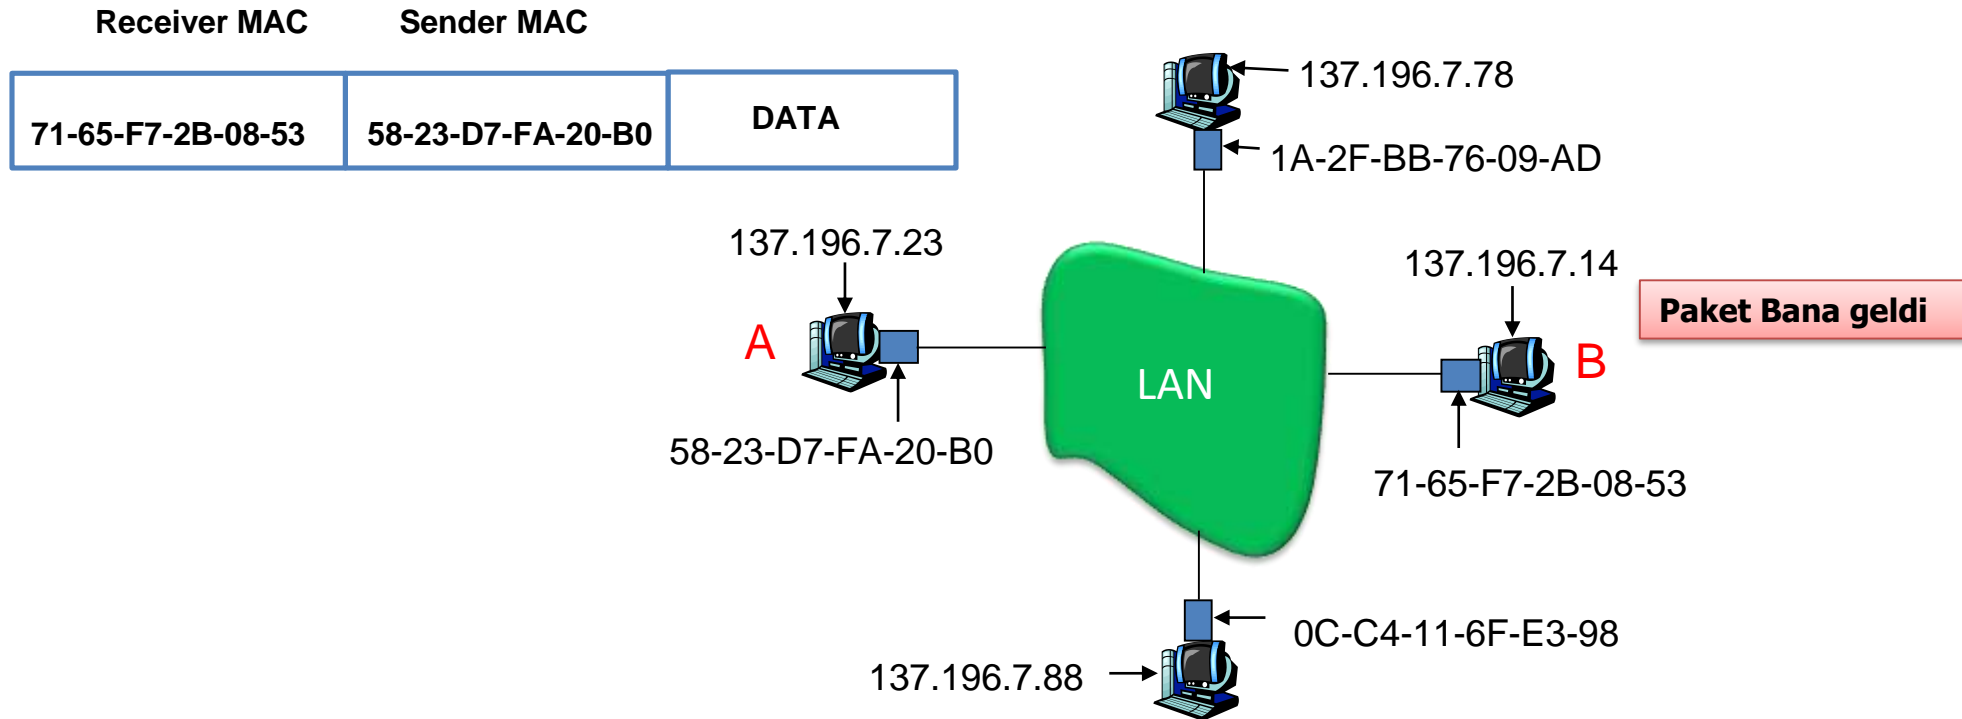 Receiver MAC Sender MAC
71-65-F7-2B-08-53 58-23-D7-FA-20-B0 DATA
137.196.7.78
1A-2F-BB-76-09-AD
137.196.7.23
137.196.7.14
Paket Bana geldi
A
LAN
B
58-23-D7-FA-20-B0
71-65-F7-2B-08-53
0C-C4-11-6F-E3-98
137.196.7.88